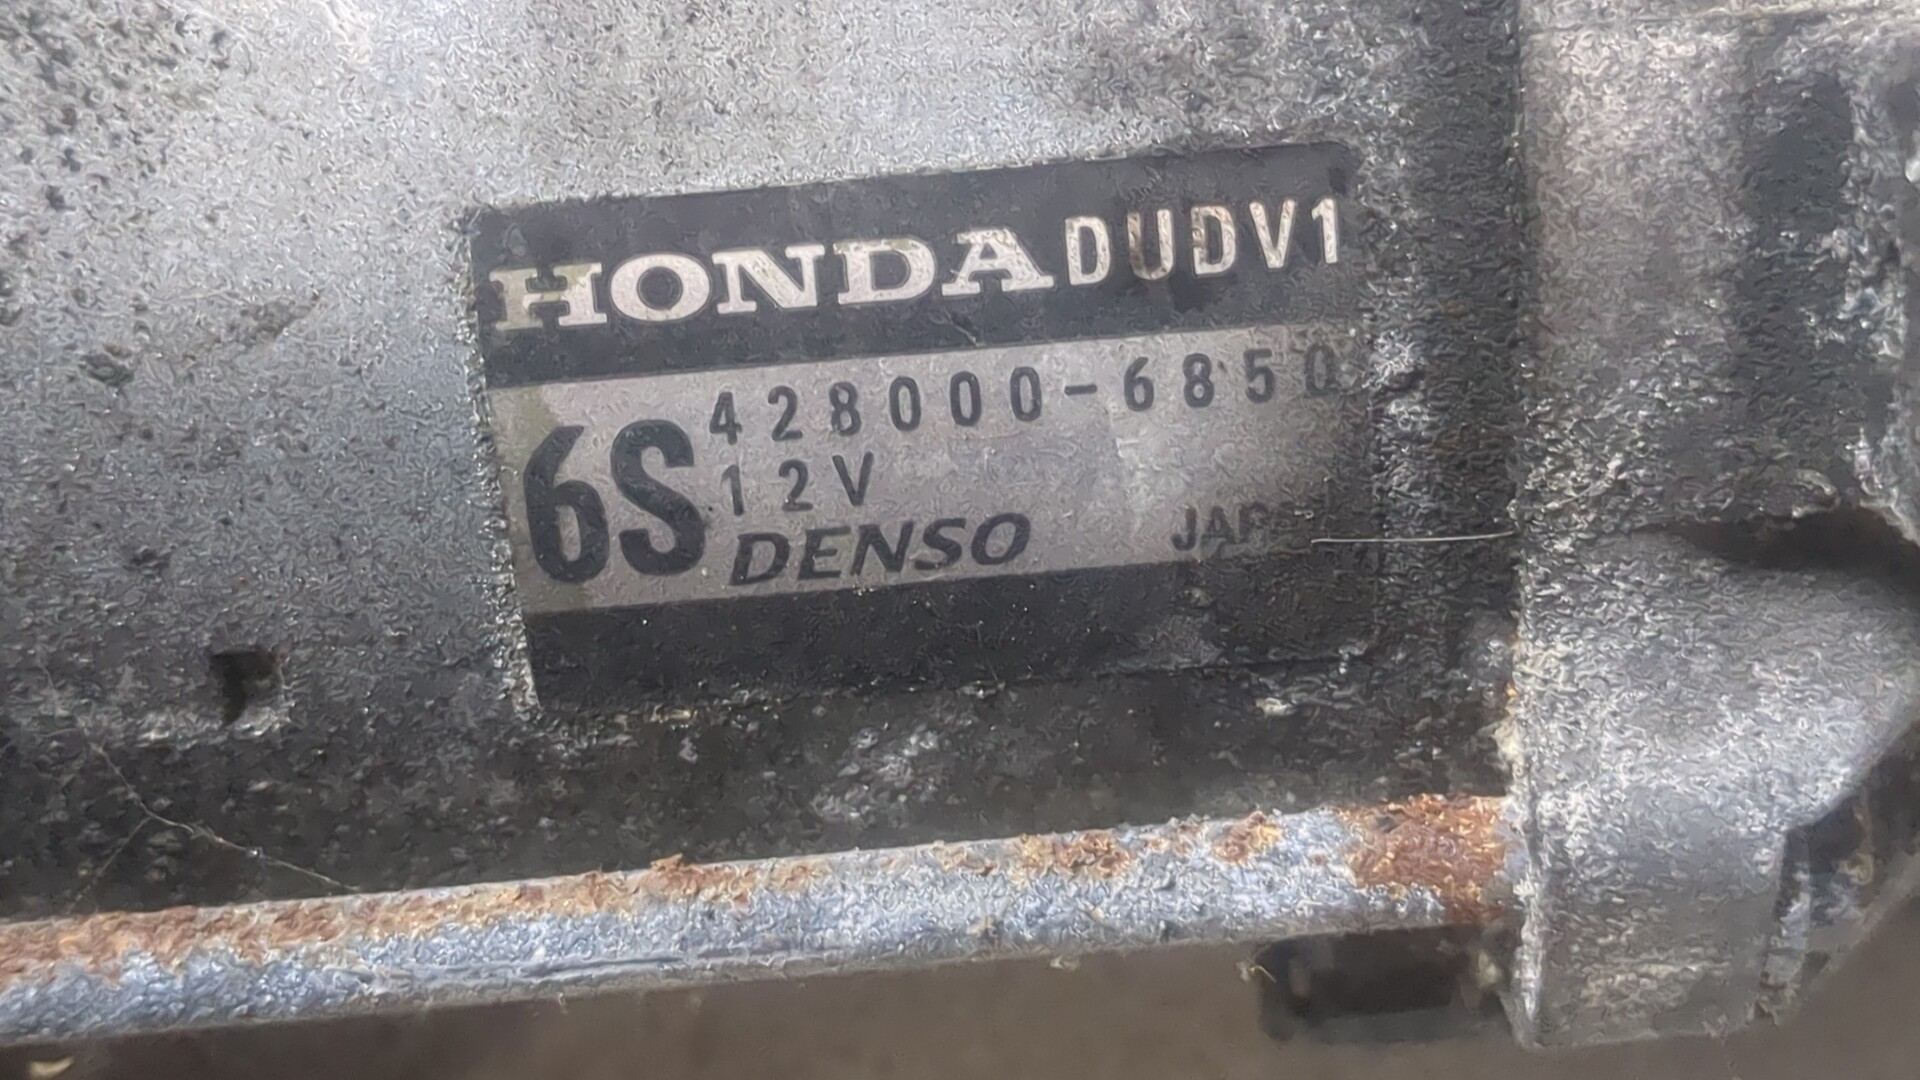 HONDA DUDV1
6S
428000-6850
12V
DENSO